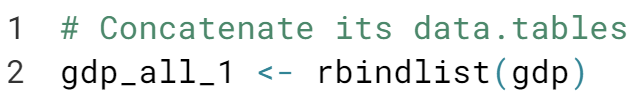 1 # Concatenate its data.tables
2 gdp_all_1 <- rbindlist(gdp)